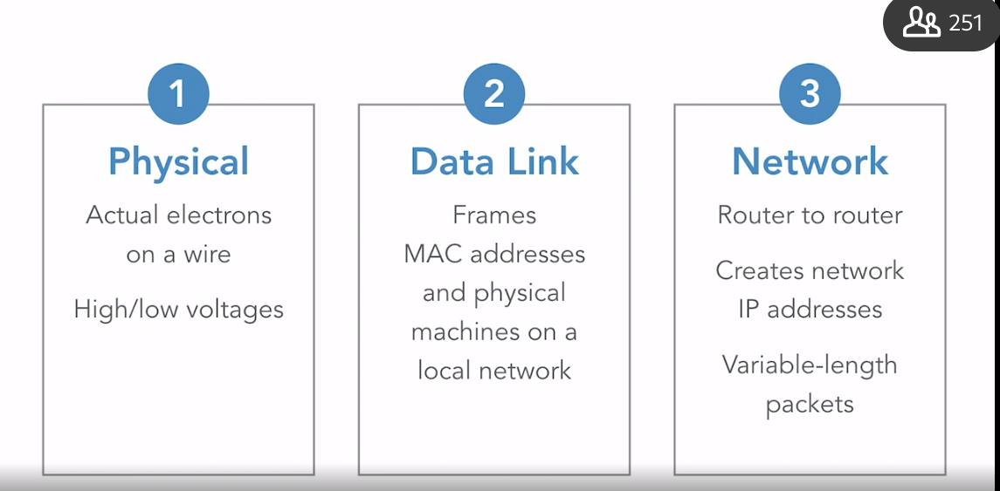 251
1
Physical
Actual electrons
on a wire
High/low voltages
2
Data Link
Frames
MAC addresses
and physical
machines on a
local network
3
Network
Router to router
Creates network
IP addresses
Variable-length
packets